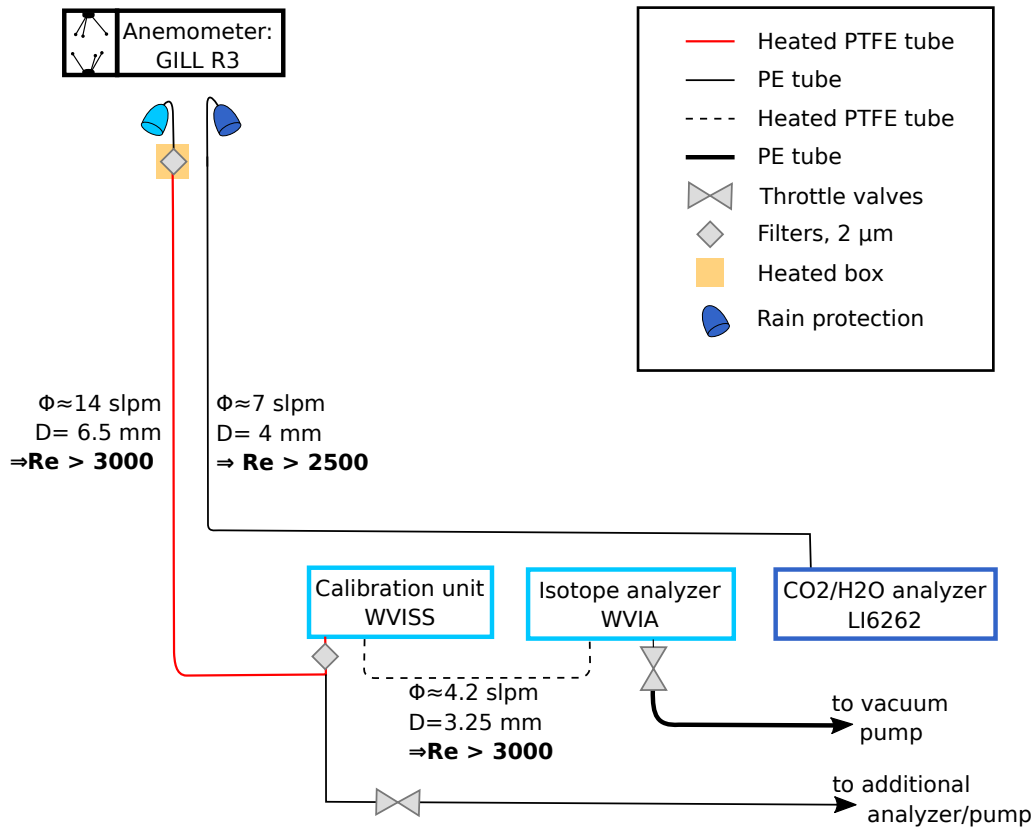 Anemometer:
GILL R3
Heated PTFE tube
PE tube
Heated PTFE tube
PE tube
Throttle valves
Filters, 2 µm
Heated box
Rain protection
Φ≈14 slpm
D= 6.5 mm
⇒Re > 3000
Φ≈7 slpm
D= 4 mm
⇒ Re > 2500
Calibration unit
WVISS
Isotope analyzer
WVIA
CO2/H2O analyzer
LI6262
Φ≈4.2 slpm
D=3.25 mm
⇒Re > 3000
to vacuum
pump
to additional
analyzer/pump